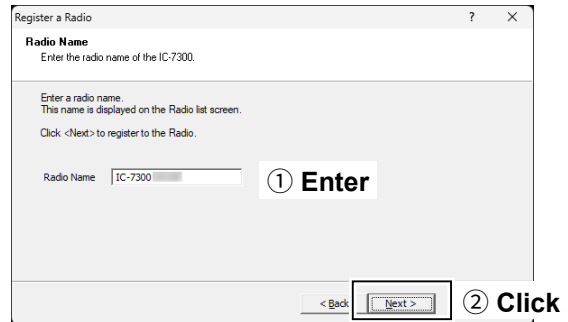 Register a Radio ? ×
Radio Name
Enter the radio name of the IC-7300.
Enter a radio name.
This name is displayed on the Radio list screen.
Click <Next> to register to the Radio.
Radio Name IC-7300
① Enter
< Back Next >
② Click